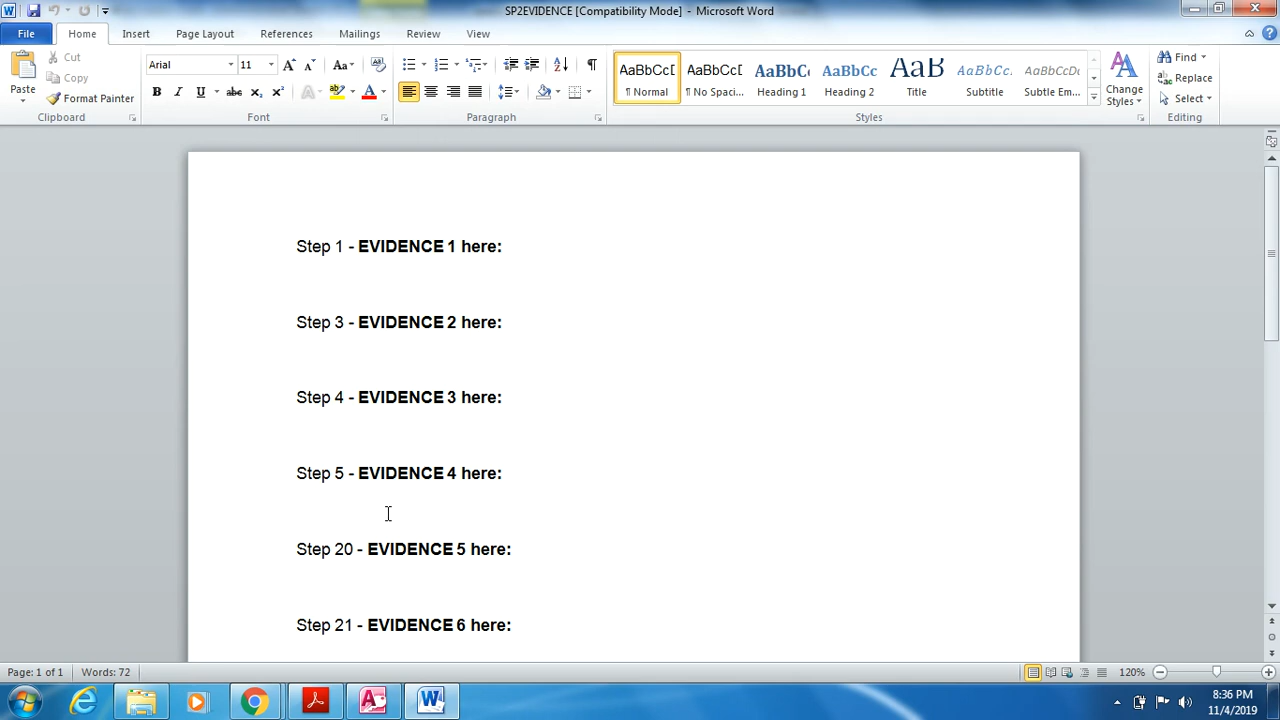 SP2EVIDENCE [Compatibility Mode] - Microsoft Word
File Home Insert Page Layout References Mailings Review View
Paste
Cut
Copy
Format Painter
Clipboard
Arial 11
Font
Paragraph
AaBbCcD AaBbCcD AaBbCc AaBbCc AaB AaBbCc. AaBbCcDc
¶ Normal ¶ No Spaci... Heading 1 Heading 2 Title Subtitle Subtle Em...
Styles
Change Styles
Find
Replace
Select
Editing
Step 1 - EVIDENCE 1 here:
Step 3 - EVIDENCE 2 here:
Step 4 - EVIDENCE 3 here:
Step 5 - EVIDENCE 4 here:
Step 20 - EVIDENCE 5 here:
Step 21 - EVIDENCE 6 here:
Page: 1 of 1 Words: 72 120%
8:36 PM
11/4/2019